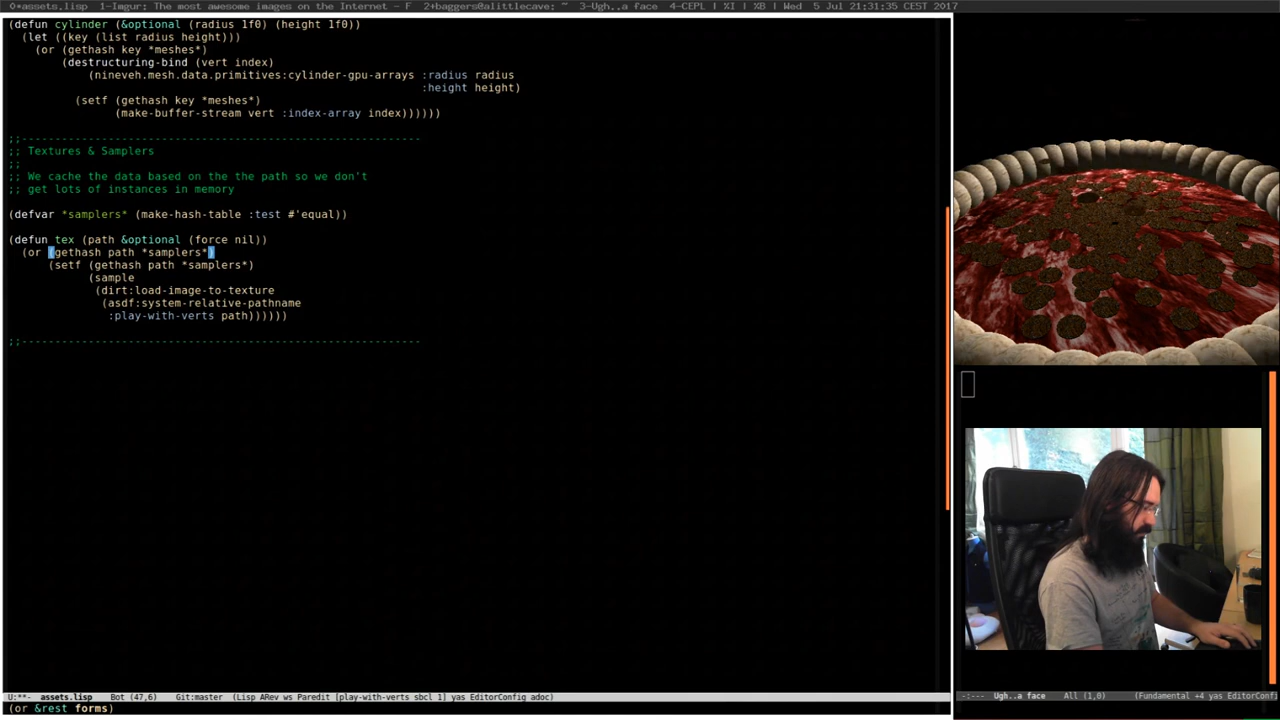 0*assets.lisp  1-Imgur: The most awesome images on the Internet - F  2+baggers@alittlecave: ~  3-Ugh..a face  4-CEPL | %I | %B | Wed  5 Jul 21:31:35 CEST 2017
(defun cylinder (&optional (radius 1f0) (height 1f0))
  (let ((key (list radius height)))
    (or (gethash key *meshes*)
        (destructuring-bind (vert index)
            (nineveh.mesh.data.primitives:cylinder-gpu-arrays :radius radius
                                                              :height height)
          (setf (gethash key *meshes*)
                (make-buffer-stream vert :index-array index))))))
;;------------------------------------------------------------
;; Textures & Samplers
;;
;; We cache the data based on the the path so we don't
;; get lots of instances in memory
(defvar *samplers* (make-hash-table :test #'equal))
(defun tex (path &optional (force nil))
  (or (gethash path *samplers*)
      (setf (gethash path *samplers*)
            (sample
             (dirt:load-image-to-texture
              (asdf:system-relative-pathname
               :play-with-verts path))))))
;;------------------------------------------------------------
U:**-  assets.lisp   Bot (47,6)   Git:master  (Lisp ARev ws Paredit [play-with-verts sbcl 1] yas EditorConfig adoc)
-:---  Ugh..a face   All (1,0)    (Fundamental +4 yas EditorConfi
(or &rest forms)